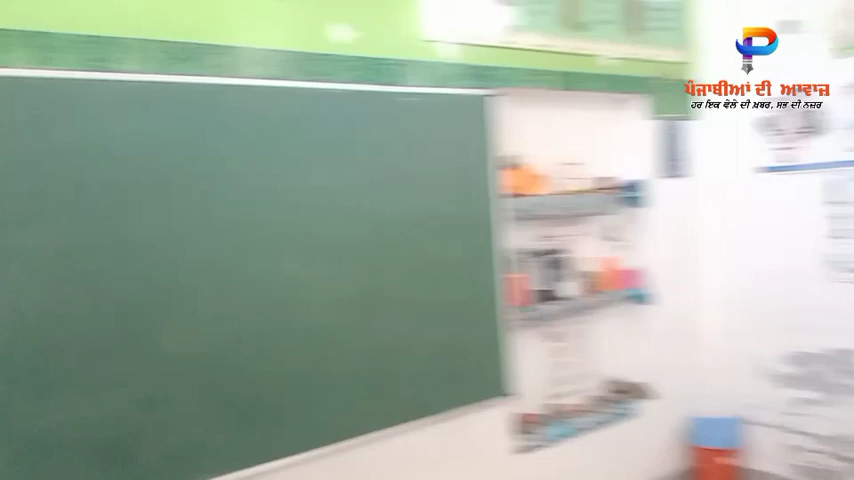 ਪੰਜਾਬੀਆਂ ਦੀ ਆਵਾਜ਼
ਹਰ ਇਕ ਵੇਲੇ ਦੀ ਖ਼ਬਰ, ਸਭ ਦੀ ਨਜ਼ਰ